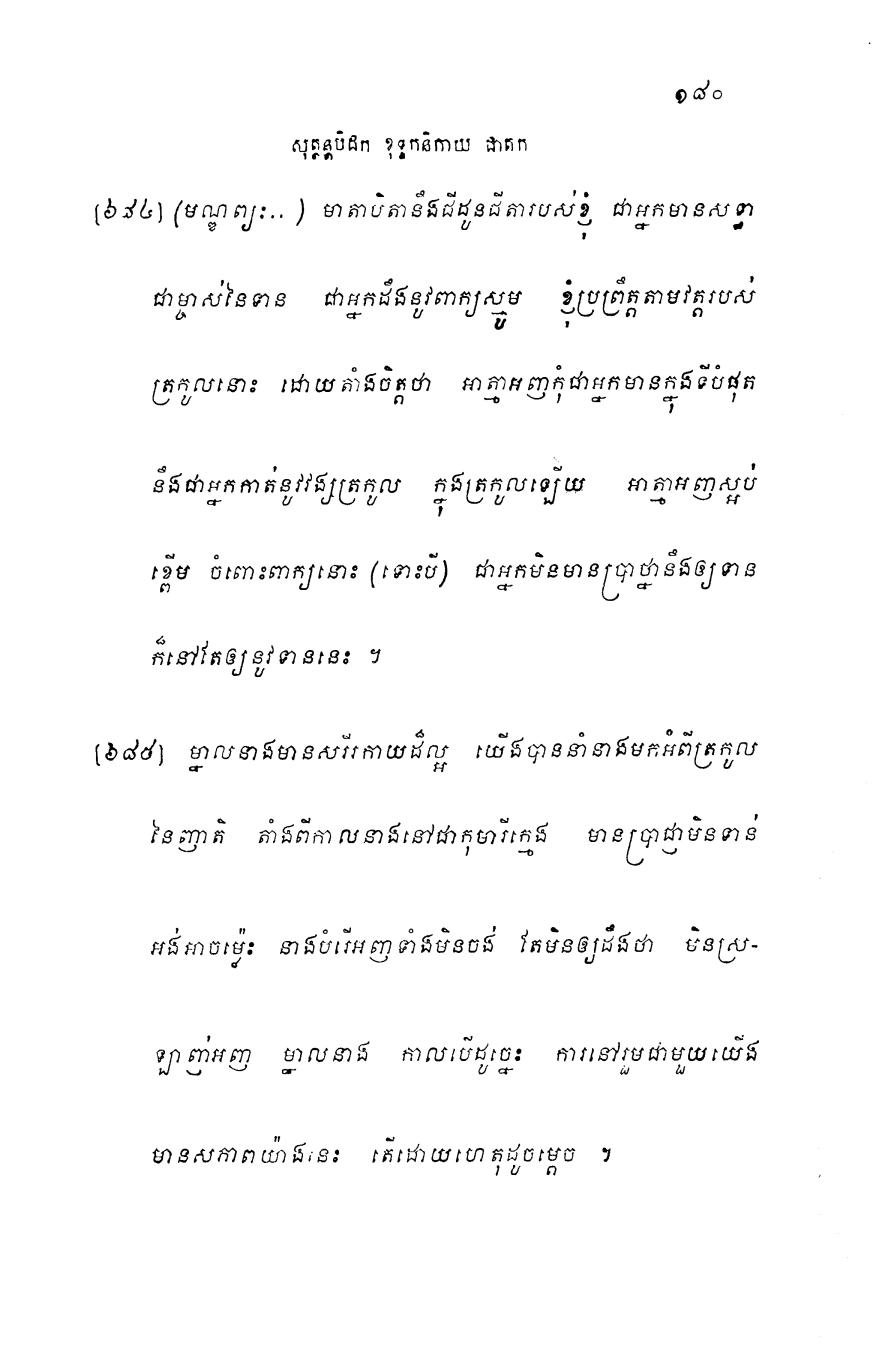 ១៨០
សុត្តន្តបិដក ខុទ្ទកនិកាយ ជាតក
[៦៩៤] (មណ្ឌព្យៈ..) មាតាបិតានឹងជីដូនជីតារបស់ខ្ញុំ ជាអ្នកមានសទ្ធា
ជាម្ចាស់នៃទាន ជាអ្នកដឹងនូវពាក្យស្មូម ខ្ញុំប្រព្រឹត្តតាមវត្តរបស់
ត្រកូលនោះ ដោយតាំងចិត្តថា អាត្មាអញកុំជាអ្នកមានក្នុងទីបំផុត
នឹងជាអ្នកកាត់នូវវង្សត្រកូល ក្នុងត្រកូលឡើយ អាត្មាអញស្អប់
ខ្ពើម ចំពោះពាក្យនោះ (ទោះបី) ជាអ្នកមិនមានប្រាថ្នានឹងឲ្យទាន
ក៏នៅតែឲ្យនូវទាននេះ ។
[៦៩៥] ម្នាលនាងមានសរីរកាយដ៏ល្អ យើងបាននាំនាងមកអំពីត្រកូល
នៃញាតិ តាំងពីកាលនាងនៅជាកុមារីក្មេង មានប្រាជ្ញាមិនទាន់
អង់អាចម្ល៉េះ នាងបំរើអញទាំងមិនចង់ តែមិនឲ្យដឹងថា មិនស្រ-
ឡាញ់អញ ម្នាលនាង កាលបើដូច្នេះ ការនៅរួមជាមួយយើង
មានសភាពយ៉ាងនេះ តើដោយហេតុដូចម្តេច ។